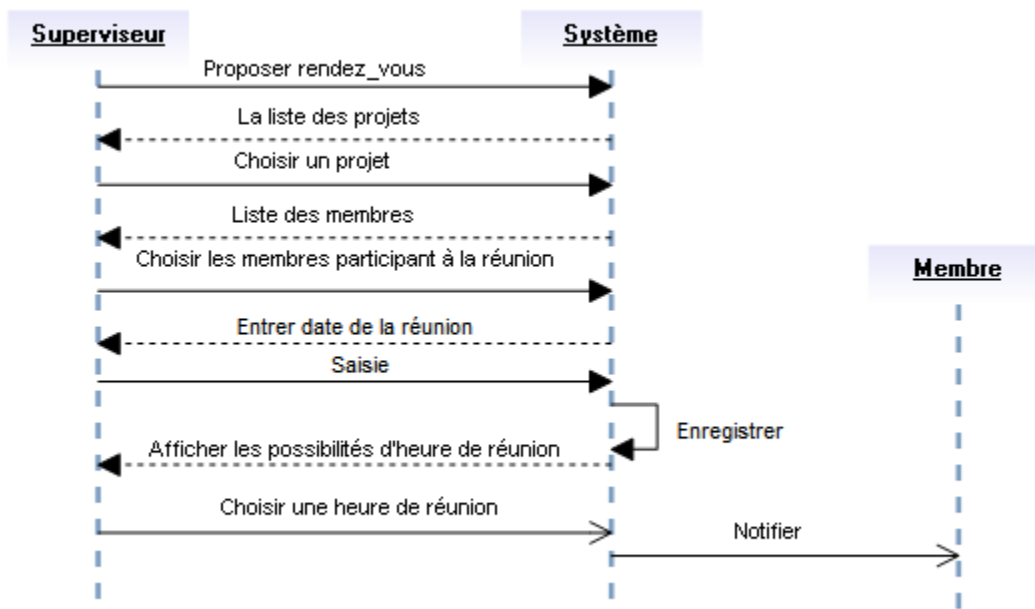 Superviseur
Système
Proposer rendez_vous
La liste des projets
Choisir un projet
Liste des membres
Choisir les membres participant à la réunion
Membre
Entrer date de la réunion
Saisie
Enregistrer
Afficher les possibilités d'heure de réunion
Choisir une heure de réunion
Notifier